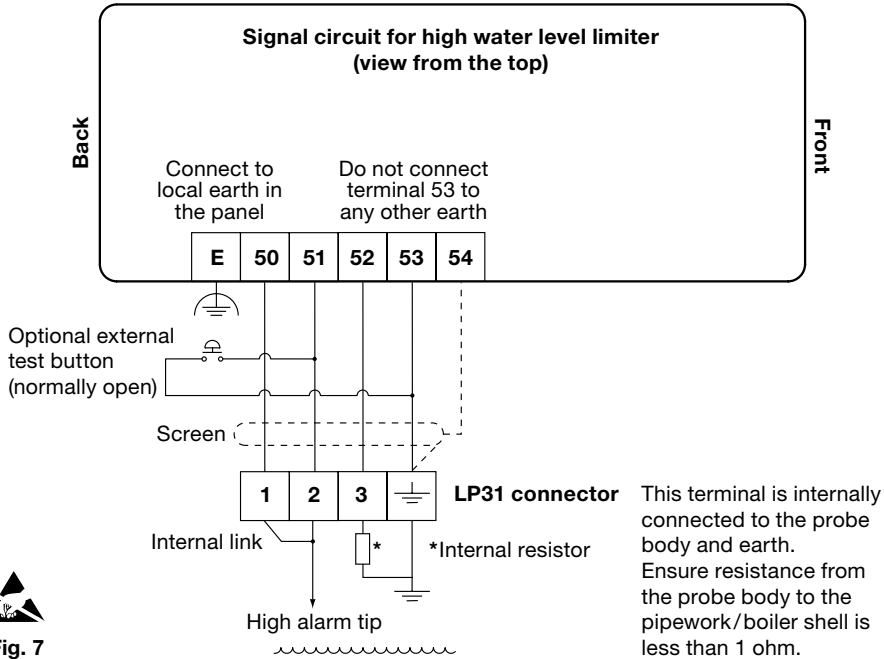 Signal circuit for high water level limiter
(view from the top)
Back
Front
Connect to
local earth in
the panel
Do not connect
terminal 53 to
any other earth
E 50 51 52 53 54
Optional external
test button
(normally open)
Screen
1 2 3
LP31 connector
This terminal is internally
connected to the probe
body and earth.
Ensure resistance from
the probe body to the
pipework/boiler shell is
less than 1 ohm.
Internal link
*
*Internal resistor
High alarm tip
Fig. 7